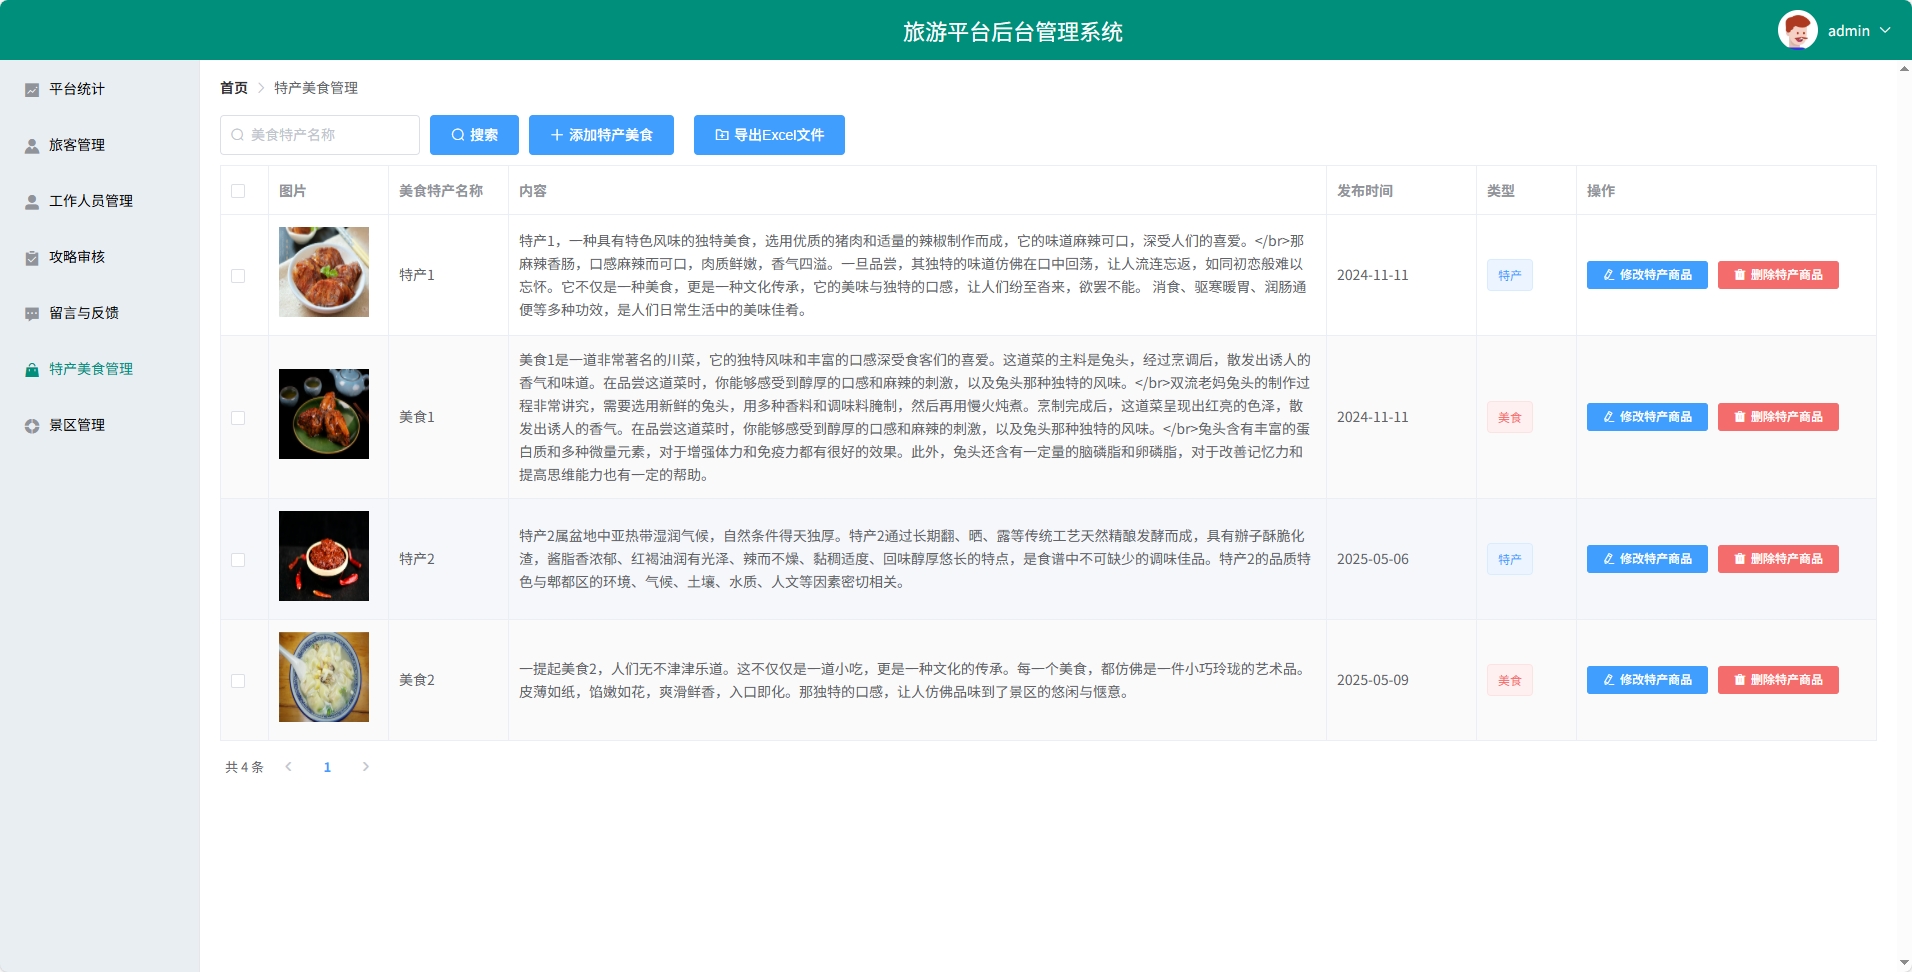 旅游平台后台管理系统
admin
平台统计
旅客管理
工作人员管理
攻略审核
留言与反馈
特产美食管理
景区管理
首页 特产美食管理
美食特产名称 搜索 添加特产美食 导出Excel文件
图片 美食特产名称 内容 发布时间 类型 操作
特产1
特产1，一种具有特色风味的独特美食，选用优质的猪肉和适量的辣椒制作而成，它的味道麻辣可口，深受人们的喜爱。</br>那
麻辣香肠，口感麻辣而可口，肉质鲜嫩，香气四溢。一旦品尝，其独特的味道仿佛在口中回荡，让人流连忘返，如同初恋般难以
忘怀。它不仅是一种美食，更是一种文化传承，它的美味与独特的口感，让人们纷至沓来，欲罢不能。 消食、驱寒暖胃、润肠通
便等多种功效，是人们日常生活中的美味佳肴。
2024-11-11 特产 修改特产商品 删除特产商品
美食1
美食1是一道非常著名的川菜，它的独特风味和丰富的口感深受食客们的喜爱。这道菜的主料是兔头，经过烹调后，散发出诱人的
香气和味道。在品尝这道菜时，你能够感受到醇厚的口感和麻辣的刺激，以及兔头那种独特的风味。</br>双流老妈兔头的制作过
程非常讲究，需要选用新鲜的兔头，用多种香料和调味料腌制，然后再用慢火炖煮。烹制完成后，这道菜呈现出红亮的色泽，散
发出诱人的香气。在品尝这道菜时，你能够感受到醇厚的口感和麻辣的刺激，以及兔头那种独特的风味。</br>兔头含有丰富的蛋
白质和多种微量元素，对于增强体力和免疫力都有很好的效果。此外，兔头还含有一定量的脑磷脂和卵磷脂，对于改善记忆力和
提高思维能力也有一定的帮助。
2024-11-11 美食 修改特产商品 删除特产商品
特产2
特产2属盆地中亚热带湿润气候，自然条件得天独厚。特产2通过长期翻、晒、露等传统工艺天然精酿发酵而成，具有辦子酥脆化
渣，酱脂香浓郁、红褐油润有光泽、辣而不燥、黏稠适度、回味醇厚悠长的特点，是食谱中不可缺少的调味佳品。特产2的品质特
色与郫都区的环境、气候、土壤、水质、人文等因素密切相关。
2025-05-06 特产 修改特产商品 删除特产商品
美食2
一提起美食2，人们无不津津乐道。这不仅仅是一道小吃，更是一种文化的传承。每一个美食，都仿佛是一件小巧玲珑的艺术品。
皮薄如纸，馅嫩如花，爽滑鲜香，入口即化。那独特的口感，让人仿佛品味到了景区的悠闲与惬意。
2025-05-09 美食 修改特产商品 删除特产商品
共 4 条 1